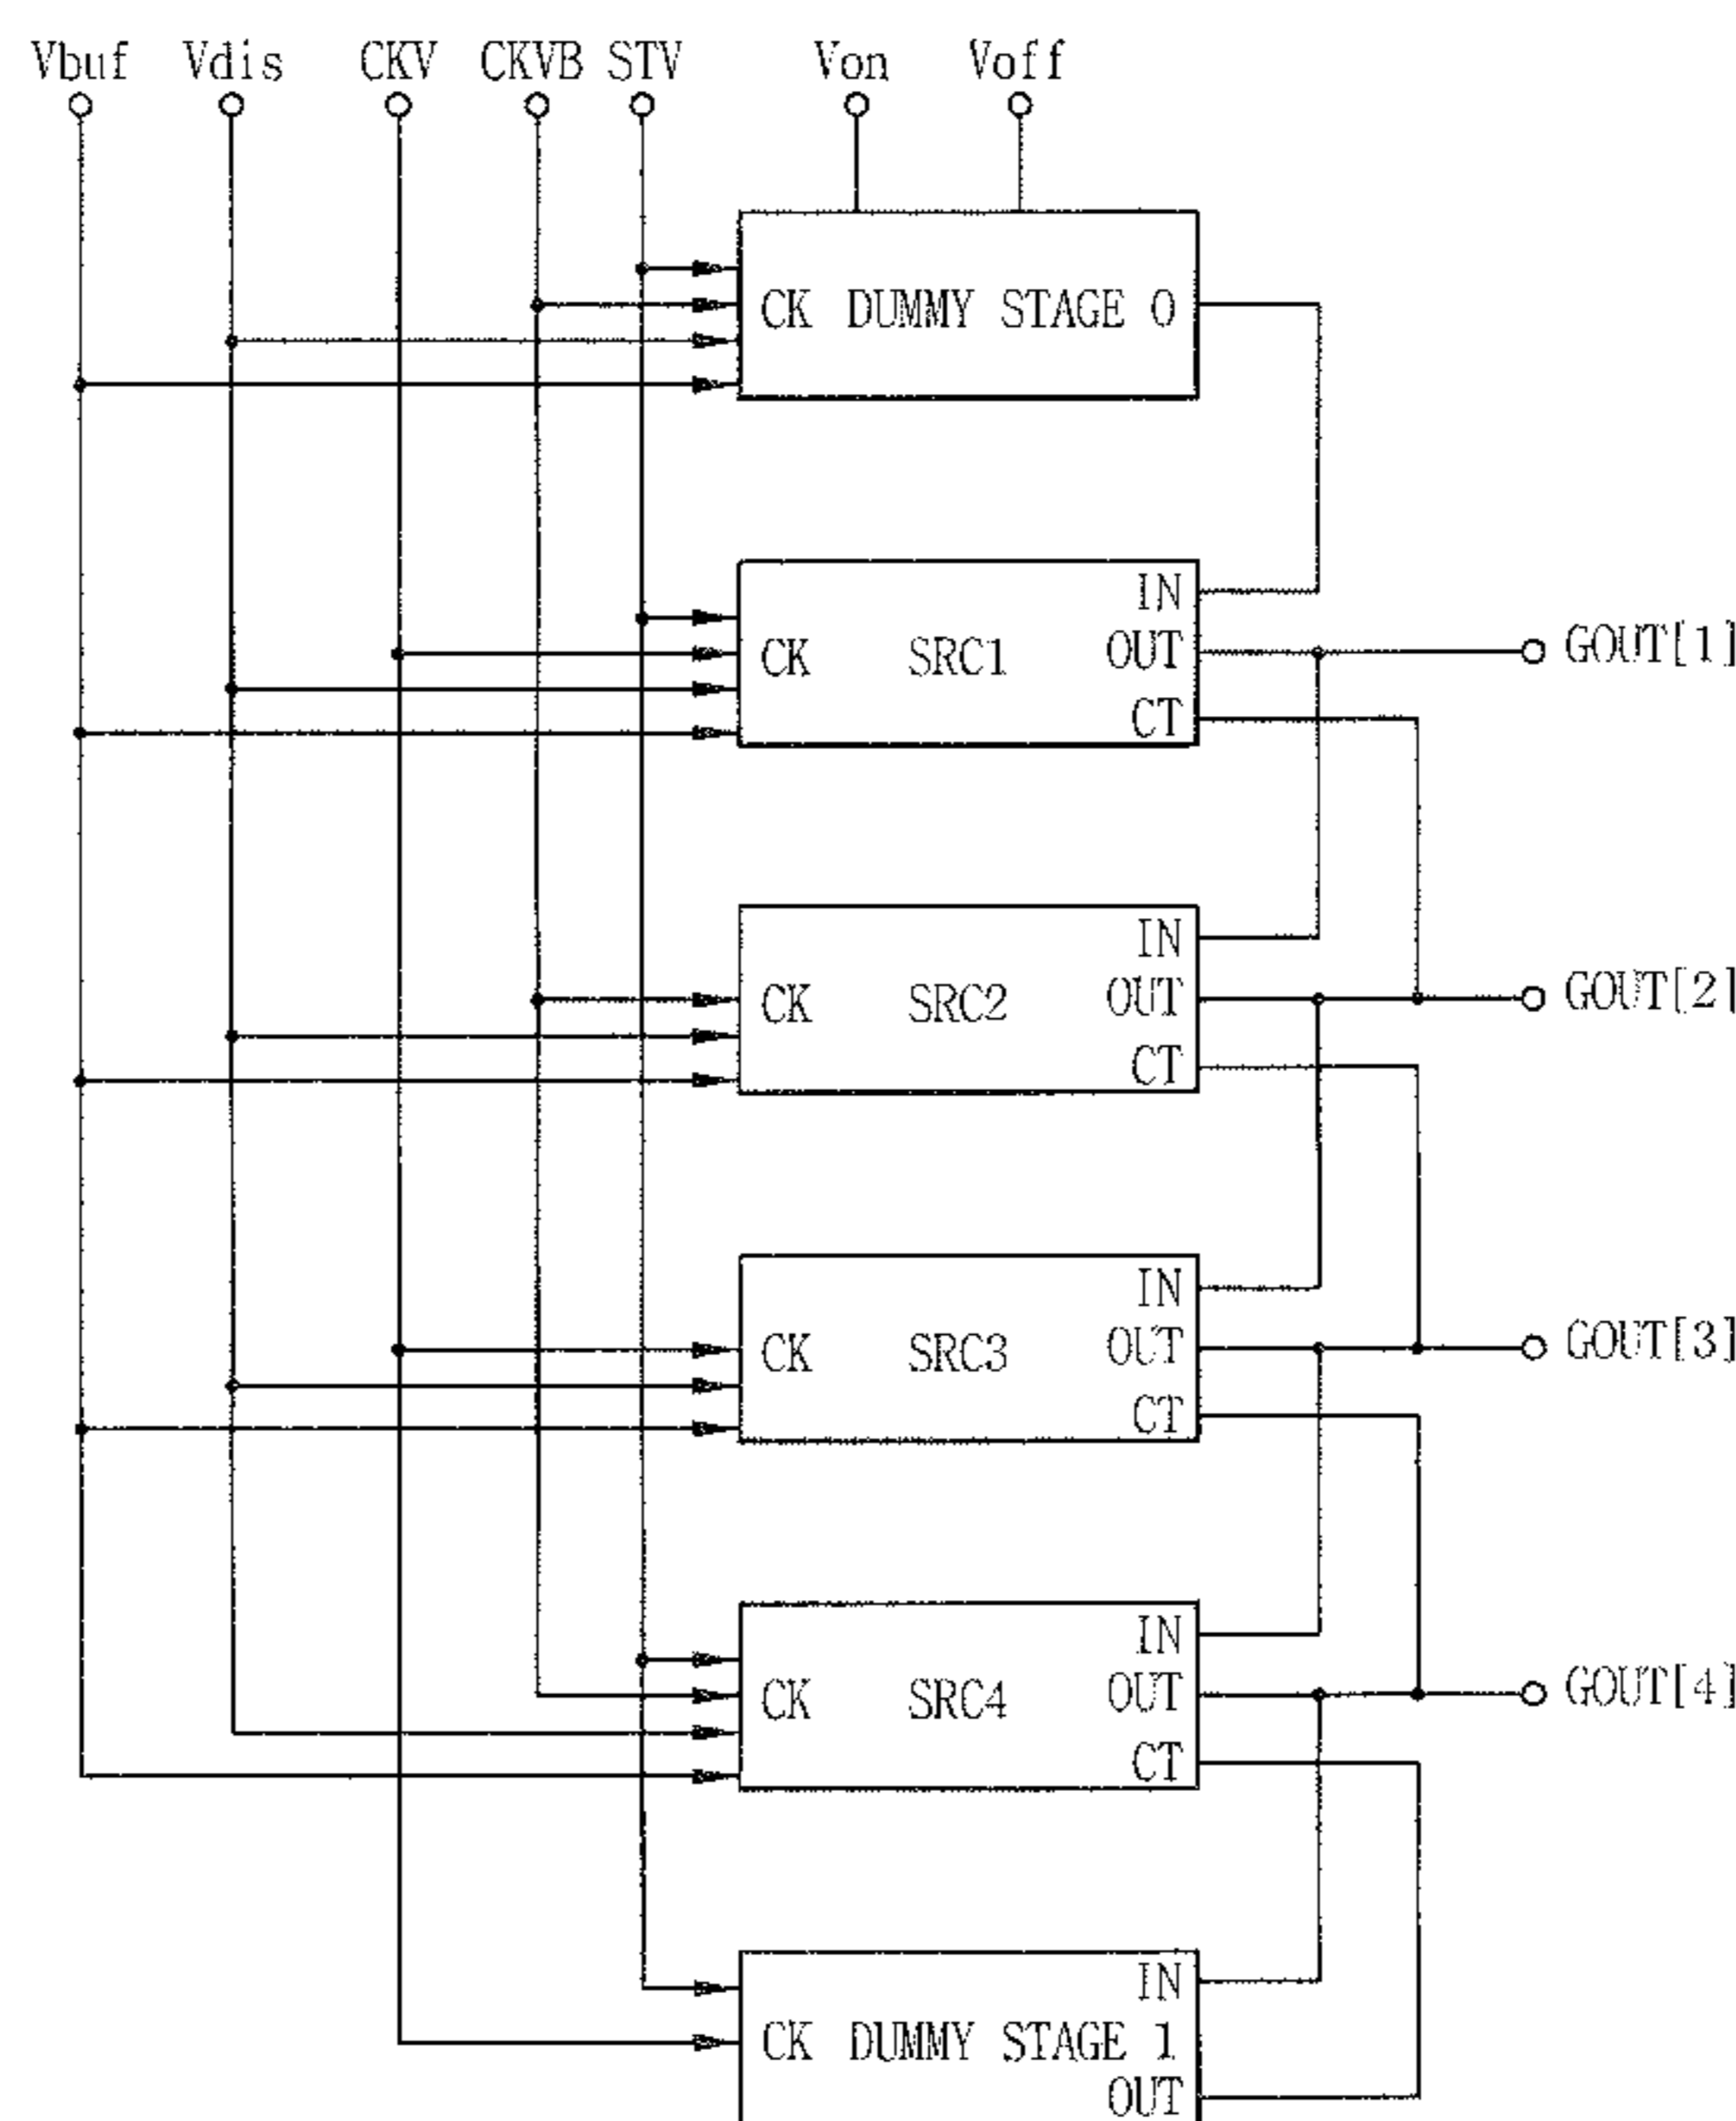 Vbuf Vdis CKV CKVB STV Von Voff
CK DUMMY STAGE 0
IN
CK SRC1 OUT GOUT[1]
CT
IN
CK SRC2 OUT GOUT[2]
CT
IN
CK SRC3 OUT GOUT[3]
CT
IN
CK SRC4 OUT GOUT[4]
CT
IN
CK DUMMY STAGE 1
OUT